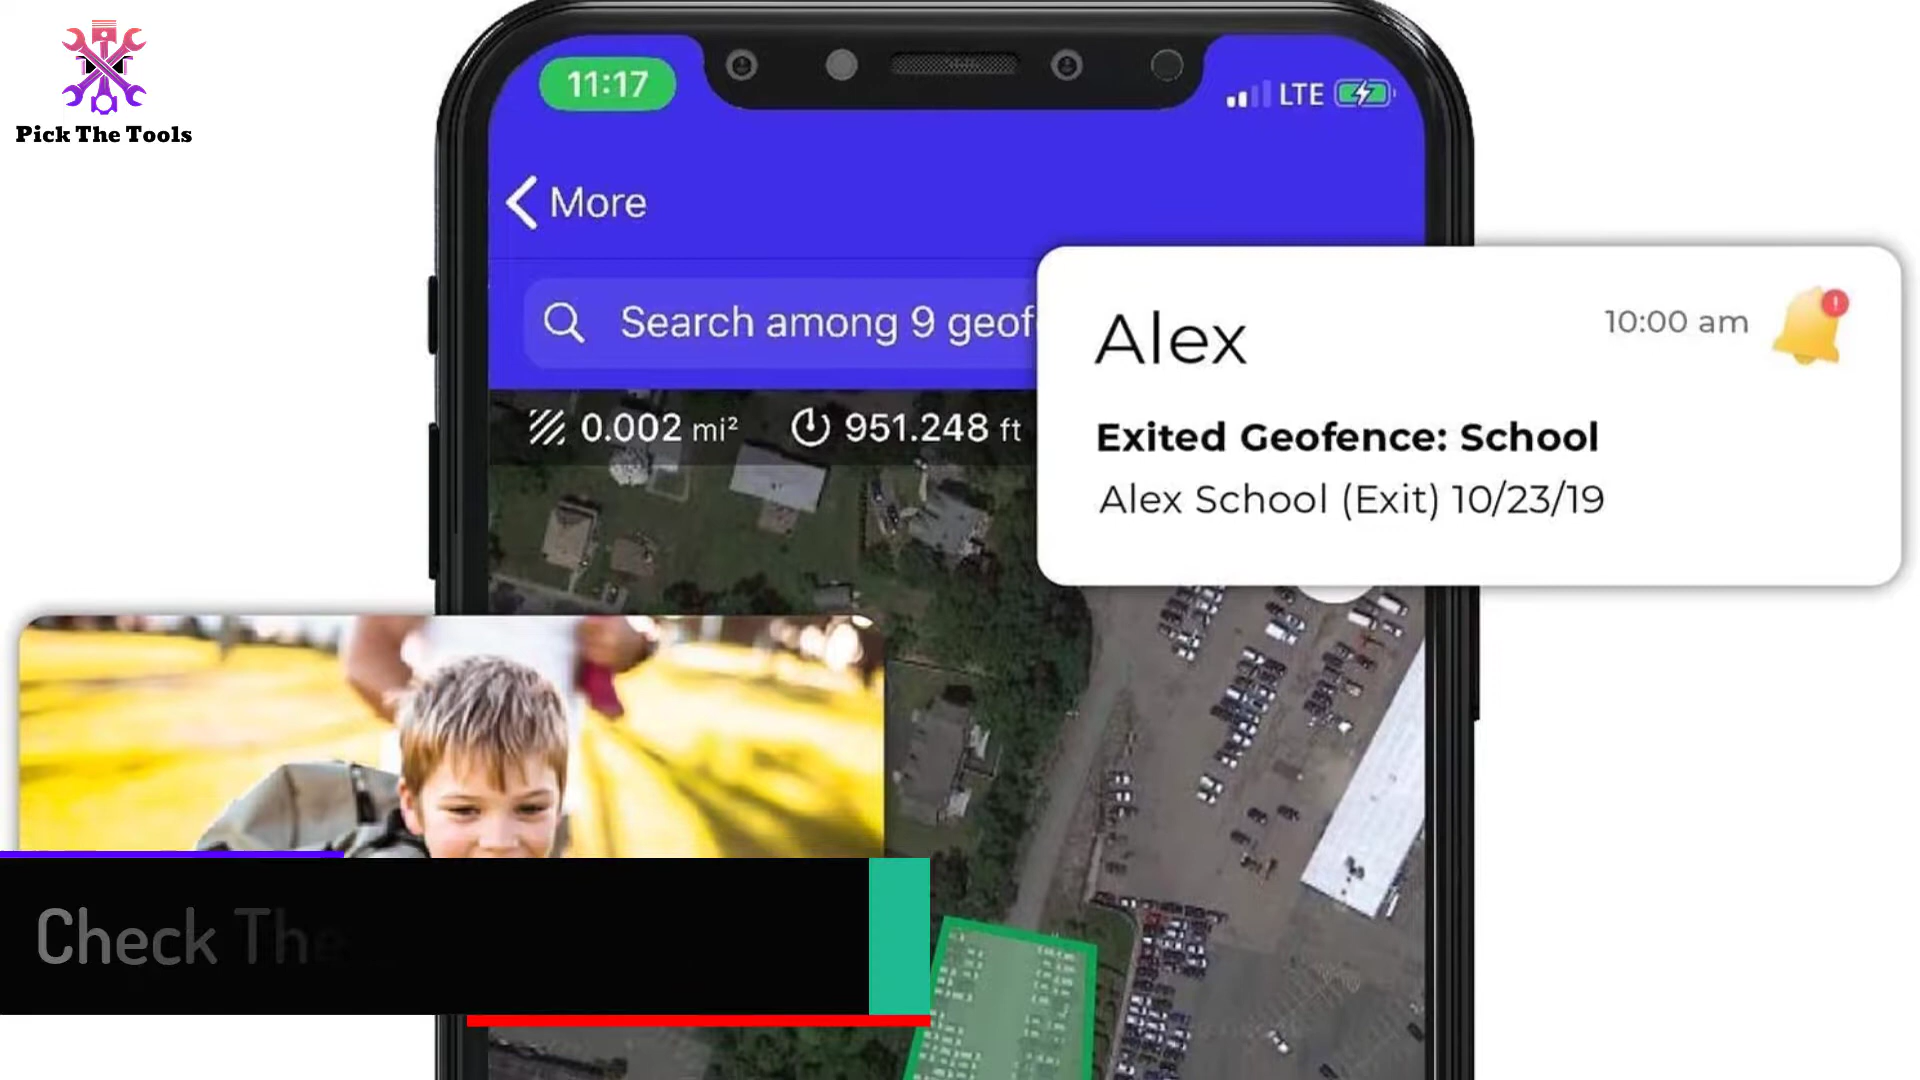 Pick The Tools
11:17
LTE
More
Search among 9 geof
0.002 mi²
951.248 ft
Alex
10:00 am
Exited Geofence: School
Alex School (Exit) 10/23/19
Check The